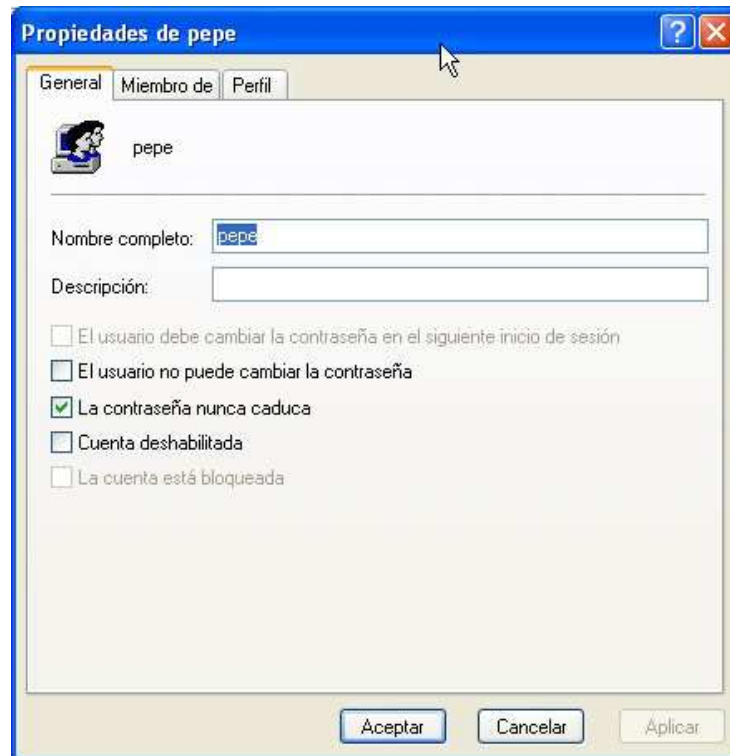 Propiedades de pepe
General Miembro de Perfil
pepe
Nombre completo: pepe
Descripción:
El usuario debe cambiar la contraseña en el siguiente inicio de sesión
El usuario no puede cambiar la contraseña
La contraseña nunca caduca
Cuenta deshabilitada
La cuenta está bloqueada
Aceptar Cancelar Aplicar